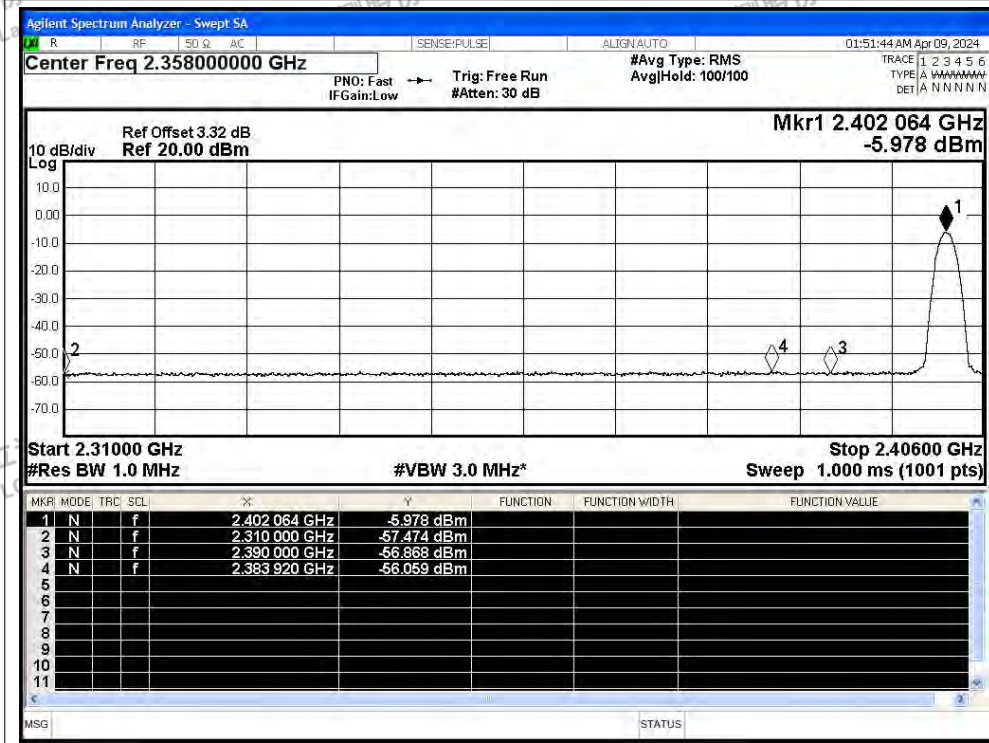 Agilent Spectrum Analyzer - Swept SA
LXI R RF 50 Ω AC SENSE:PULSE ALIGN AUTO 01:51:44 AM Apr 09, 2024
Center Freq 2.358000000 GHz
PNO: Fast
IFGain:Low
Trig: Free Run
#Atten: 30 dB
#Avg Type: RMS
Avg|Hold: 100/100
TRACE 1 2 3 4 5 6
TYPE A WWWWW
DET A N N N N N
Ref Offset 3.32 dB
10 dB/div Ref 20.00 dBm
Log
Mkr1 2.402 064 GHz
-5.978 dBm
10.0
0.00
-10.0
-20.0
-30.0
-40.0
-50.0
-60.0
-70.0
1
2
4
3
Start 2.31000 GHz Stop 2.40600 GHz
#Res BW 1.0 MHz #VBW 3.0 MHz* Sweep 1.000 ms (1001 pts)
MKR MODE TRC SCL X Y FUNCTION FUNCTION WIDTH FUNCTION VALUE
1 N f 2.402 064 GHz -5.978 dBm
2 N f 2.310 000 GHz -57.474 dBm
3 N f 2.390 000 GHz -56.868 dBm
4 N f 2.383 920 GHz -56.059 dBm
5
6
7
8
9
10
11
MSG STATUS